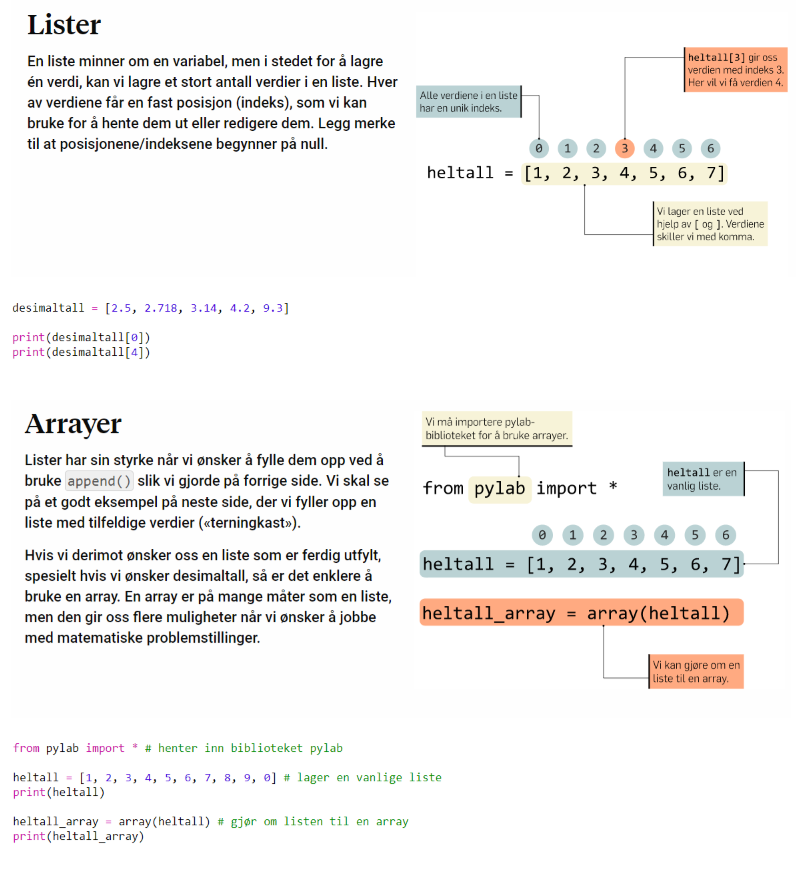 Lister
En liste minner om en variabel, men i stedet for å lagre
én verdi, kan vi lagre et stort antall verdier i en liste. Hver
av verdiene får en fast posisjon (indeks), som vi kan
bruke for å hente dem ut eller redigere dem. Legg merke
til at posisjonene/indeksene begynner på null.
heltall[3] gir oss
verdien med indeks 3.
Her vil vi få verdien 4.
Alle verdiene i en liste
har en unik indeks.
0 1 2 3 4 5 6
heltall = [1, 2, 3, 4, 5, 6, 7]
Vi lager en liste ved
hjelp av [ og ]. Verdiene
skiller vi med komma.
desimaltall = [2.5, 2.718, 3.14, 4.2, 9.3]
print(desimaltall[0])
print(desimaltall[4])
Arrayer
Lister har sin styrke når vi ønsker å fylle dem opp ved å
bruke append() slik vi gjorde på forrige side. Vi skal se
på et godt eksempel på neste side, der vi fyller opp en
liste med tilfeldige verdier («terningkast»).
Hvis vi derimot ønsker oss en liste som er ferdig utfylt,
spesielt hvis vi ønsker desimaltall, så er det enklere å
bruke en array. En array er på mange måter som en liste,
men den gir oss flere muligheter når vi ønsker å jobbe
med matematiske problemstillinger.
Vi må importere pylab-
biblioteket for å bruke arrayer.
from pylab import *
heltall er en
vanlig liste.
0 1 2 3 4 5 6
heltall = [1, 2, 3, 4, 5, 6, 7]
heltall_array = array(heltall)
Vi kan gjøre om en
liste til en array.
from pylab import * # henter inn biblioteket pylab
heltall = [1, 2, 3, 4, 5, 6, 7, 8, 9, 0] # lager en vanlige liste
print(heltall)
heltall_array = array(heltall) # gjør om listen til en array
print(heltall_array)